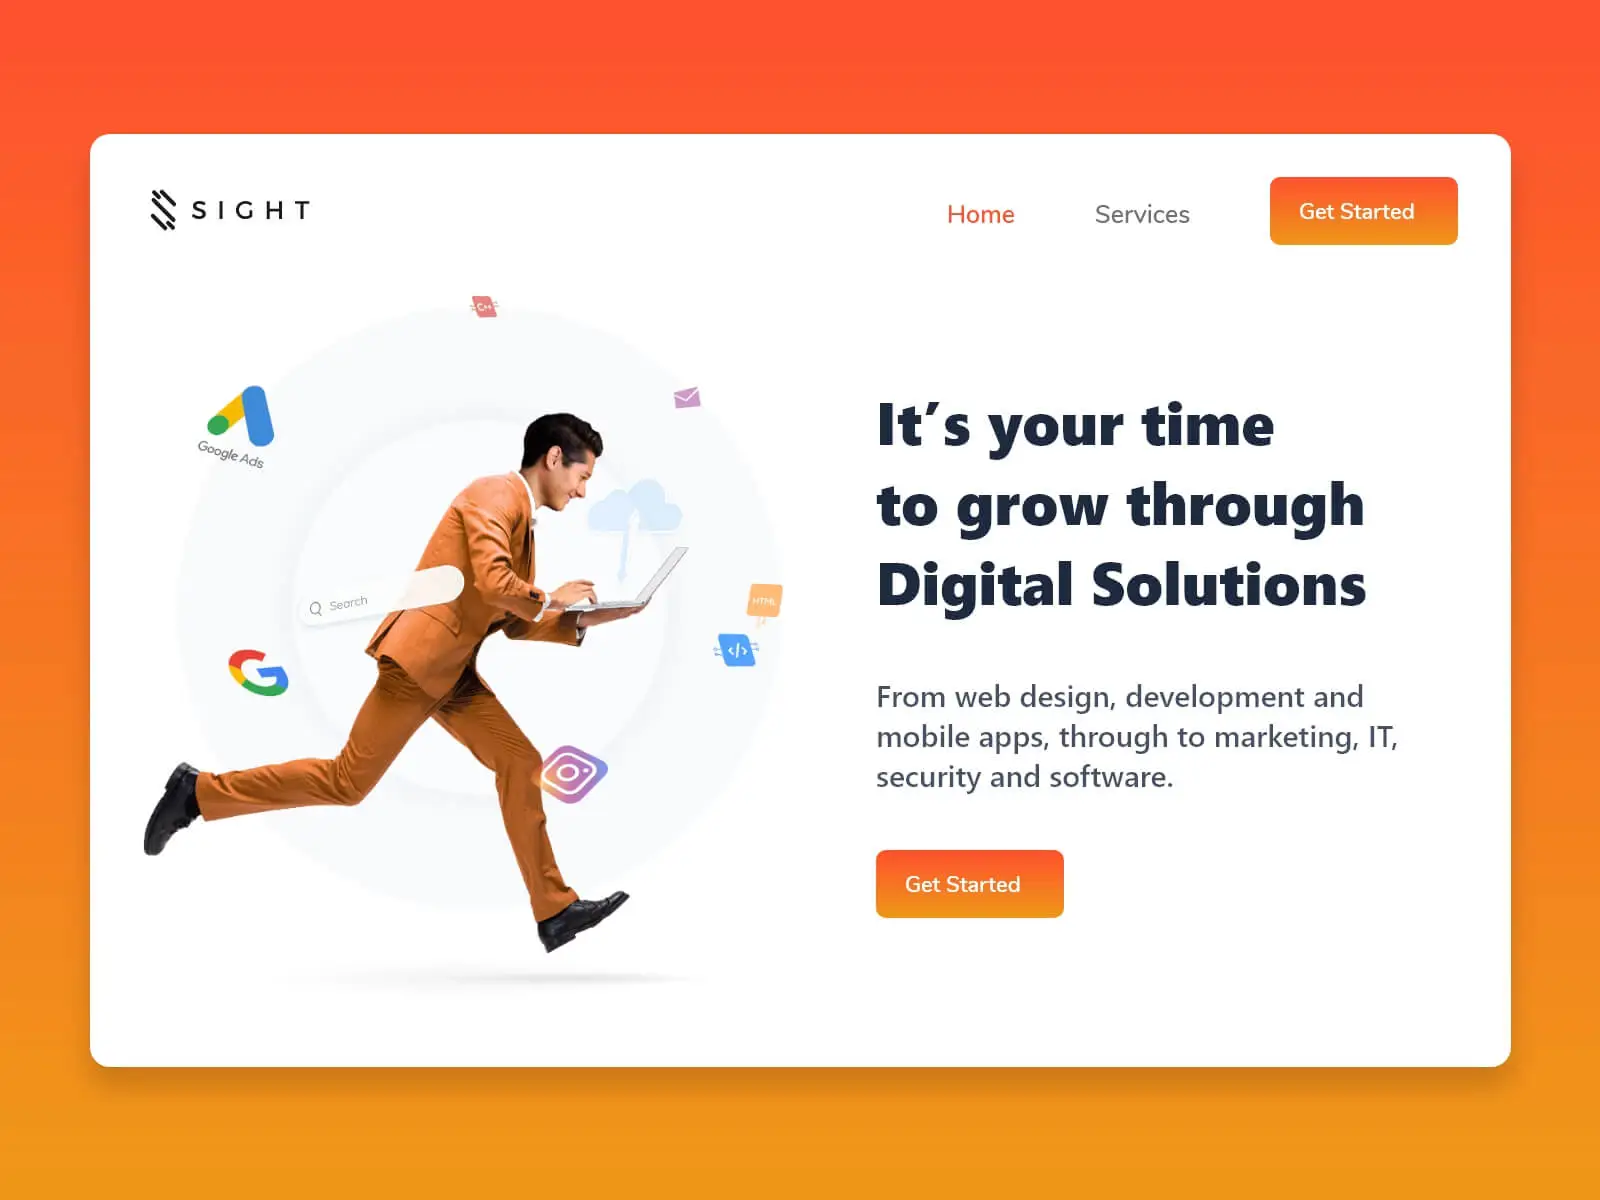 SIGHT
Home
Services
Get Started
C++
Google Ads
Search
HTML
</>
It’s your time
to grow through
Digital Solutions
From web design, development and
mobile apps, through to marketing, IT,
security and software.
Get Started